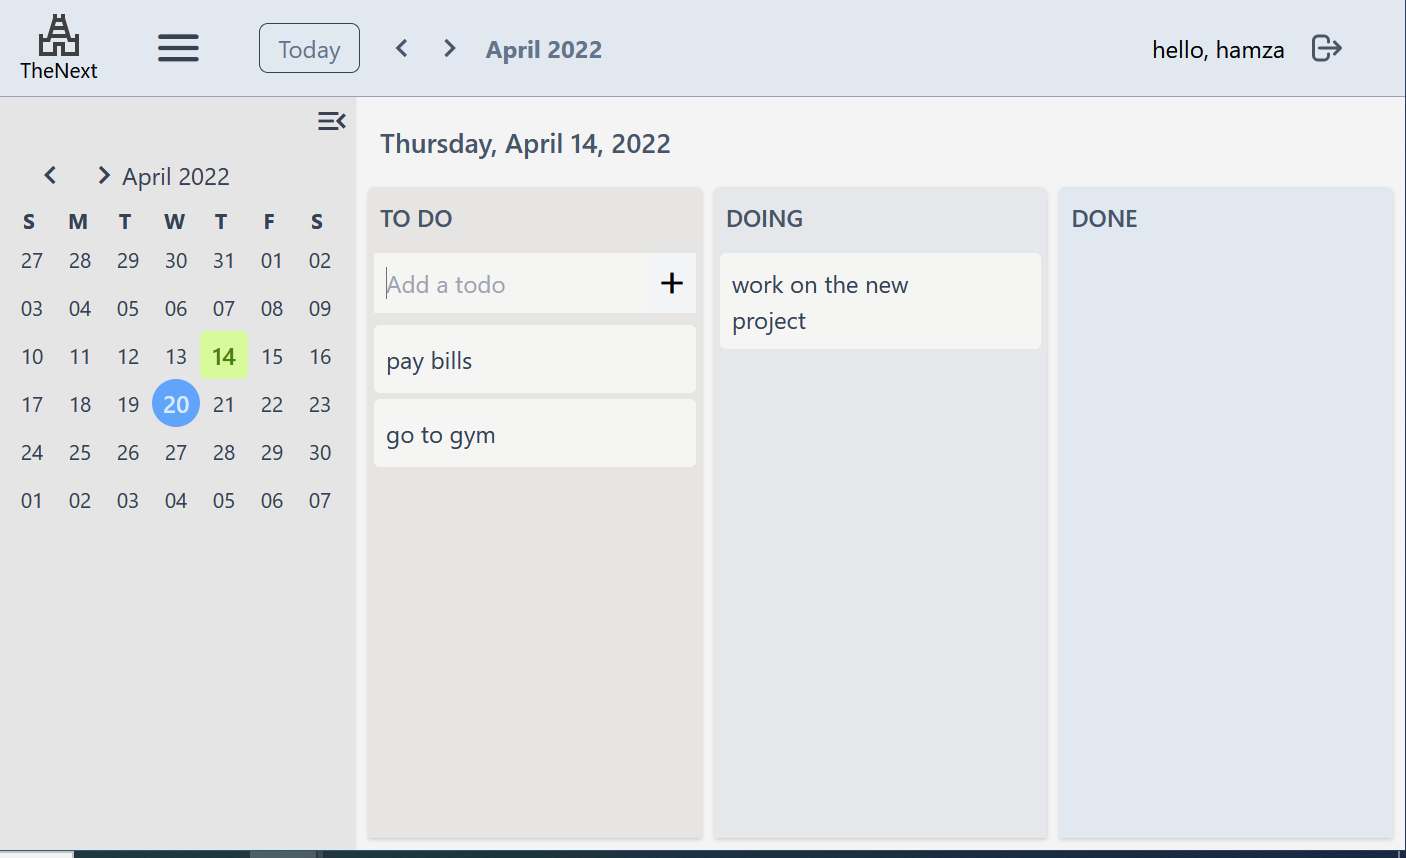 TheNext
Today
April 2022
hello, hamza
April 2022
S M T W T F S
27 28 29 30 31 01 02
03 04 05 06 07 08 09
10 11 12 13 14 15 16
17 18 19 20 21 22 23
24 25 26 27 28 29 30
01 02 03 04 05 06 07
Thursday, April 14, 2022
TO DO
Add a todo
pay bills
go to gym
DOING
work on the new
project
DONE